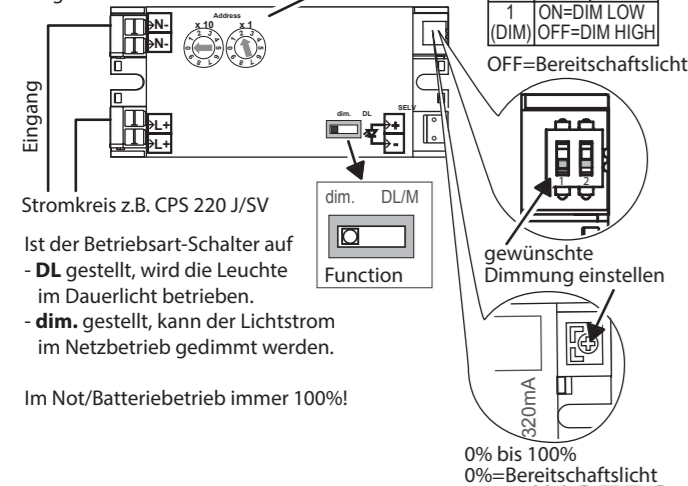 1 ON=DIM LOW
(DIM) OFF=DIM HIGH
OFF=Bereitschaftslicht
Address
x 10 x 1
N-
N-
L+
L+
SELV
dim. DL
+
-
Eingang
1 2
Stromkreis z.B. CPS 220 J/SV
dim. DL/M
Function
Ist der Betriebsart-Schalter auf
- DL gestellt, wird die Leuchte
im Dauerlicht betrieben.
- dim. gestellt, kann der Lichtstrom
im Netzbetrieb gedimmt werden.
Im Not/Batteriebetrieb immer 100%!
gewünschte
Dimmung einstellen
320mA
0% bis 100%
0%=Bereitschaftslicht